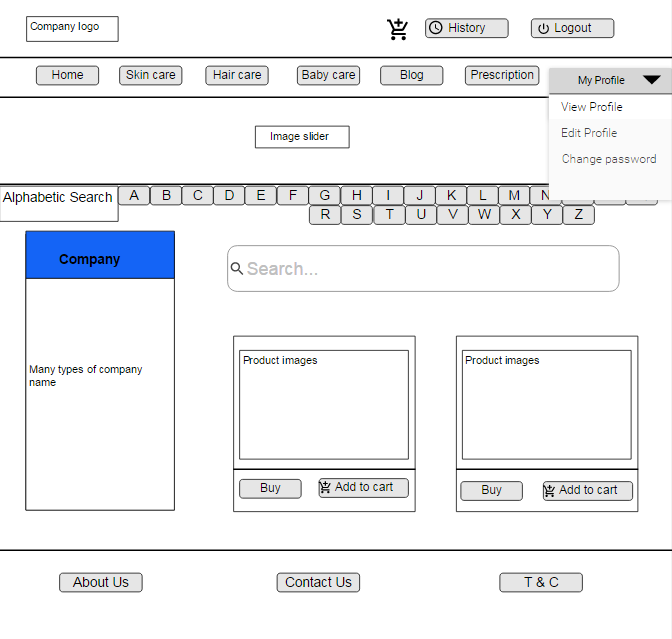 Company logo
History
Logout
Home
Skin care
Hair care
Baby care
Blog
Prescription
My Profile
View Profile
Edit Profile
Change password
Image slider
Alphabetic Search
A B C D E F G H I J K L M N
R S T U V W X Y Z
Company
Search...
Many types of company
name
Product images
Product images
Buy
Add to cart
Buy
Add to cart
About Us
Contact Us
T & C